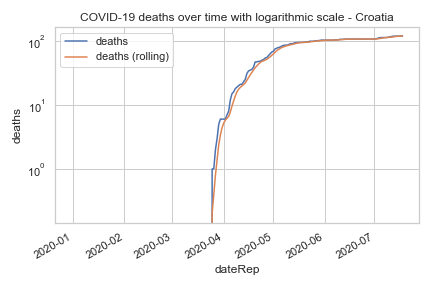 COVID-19 deaths over time with logarithmic scale - Croatia
deaths
deaths (rolling)
10²
10¹
10⁰
deaths
2020-01
2020-02
2020-03
2020-04
2020-05
2020-06
2020-07
dateRep